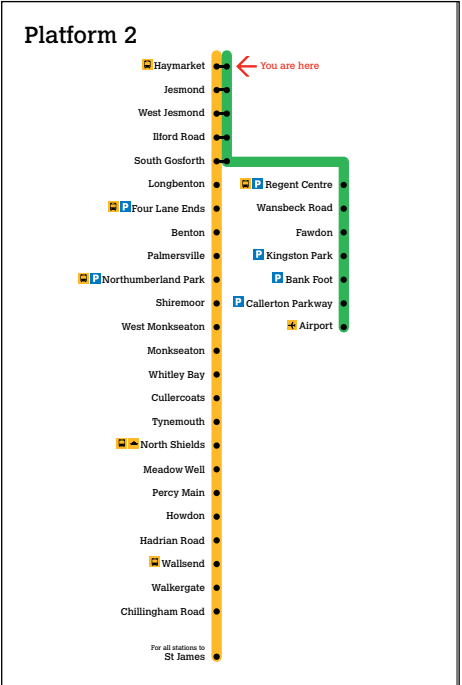 Platform 2
Haymarket
You are here
Jesmond
West Jesmond
Ilford Road
South Gosforth
Longbenton
P Regent Centre
P Four Lane Ends
Wansbeck Road
Benton
Fawdon
Palmersville
P Kingston Park
P Northumberland Park
P Bank Foot
Shiremoor
P Callerton Parkway
West Monkseaton
Airport
Monkseaton
Whitley Bay
Cullercoats
Tynemouth
North Shields
Meadow Well
Percy Main
Howdon
Hadrian Road
Wallsend
Walkergate
Chillingham Road
For all stations to
St James